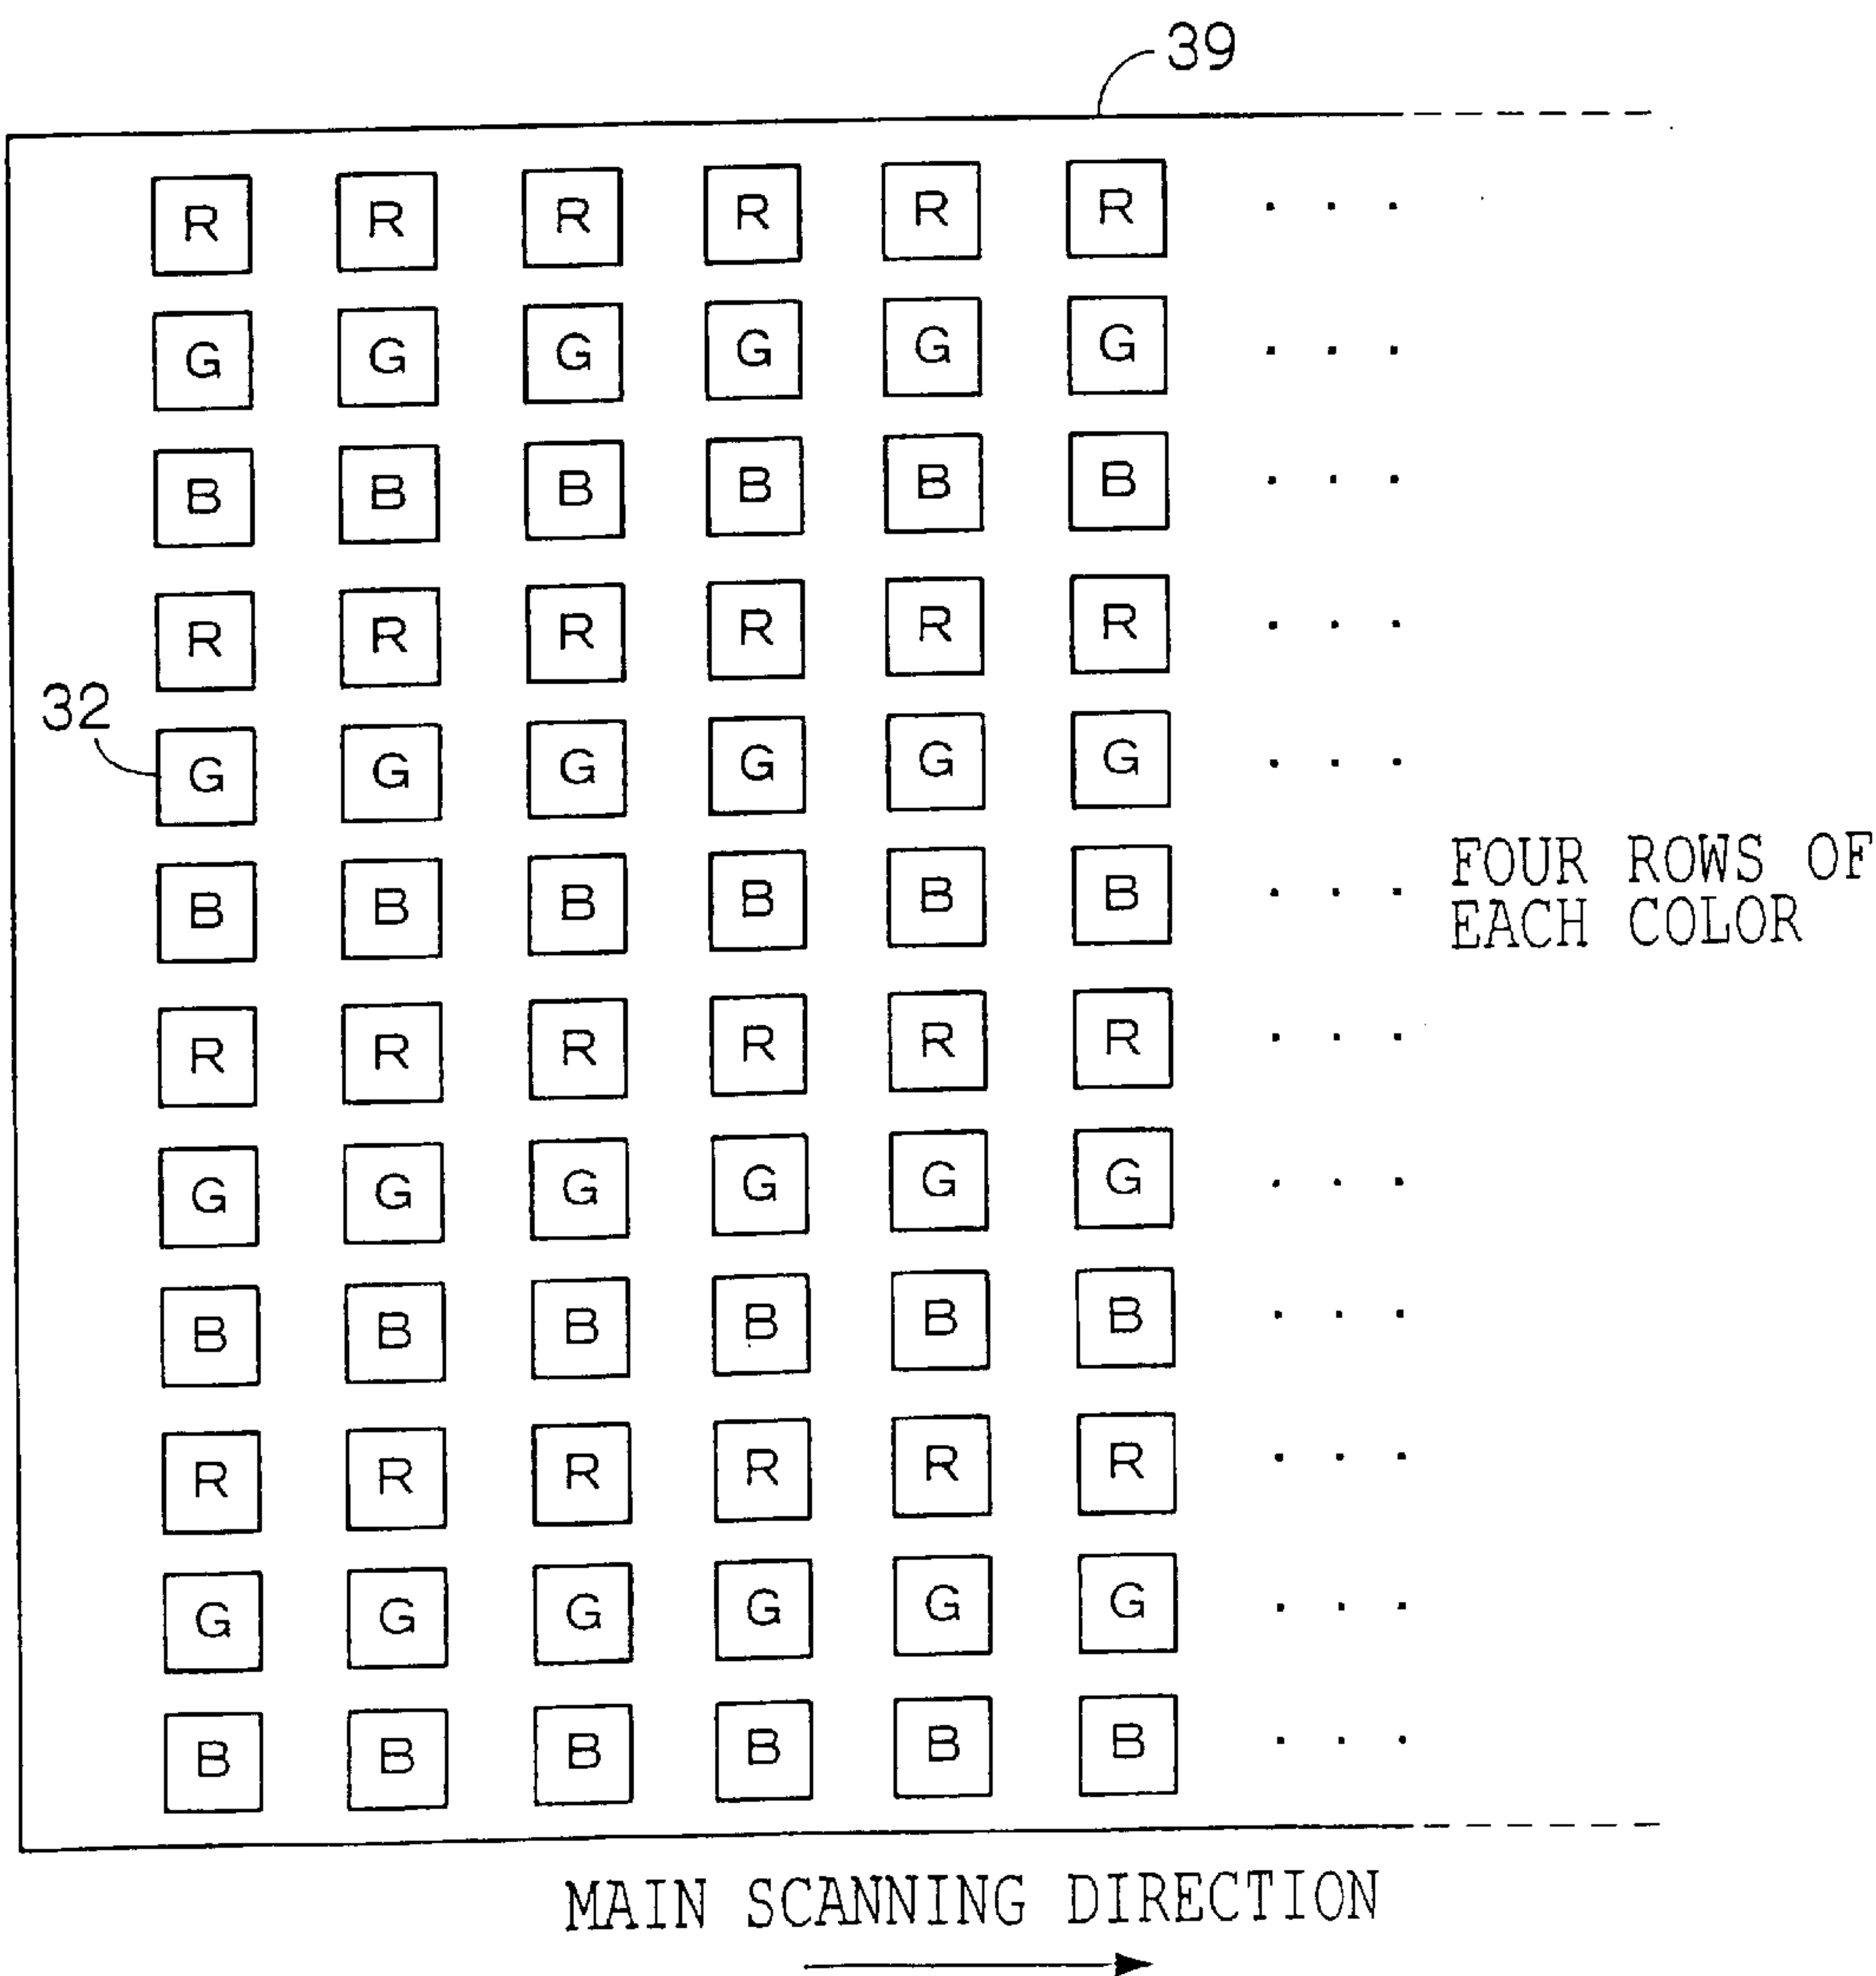 39
R R R R R R . . .
G G G G G G . . .
B B B B B B . . .
R R R R R R . . .
32
G G G G G G . . .
B B B B B B . . .
FOUR ROWS OF
EACH COLOR
R R R R R R . . .
G G G G G G . . .
B B B B B B . . .
R R R R R R . . .
G G G G G G . . .
B B B B B B . . .
MAIN SCANNING DIRECTION